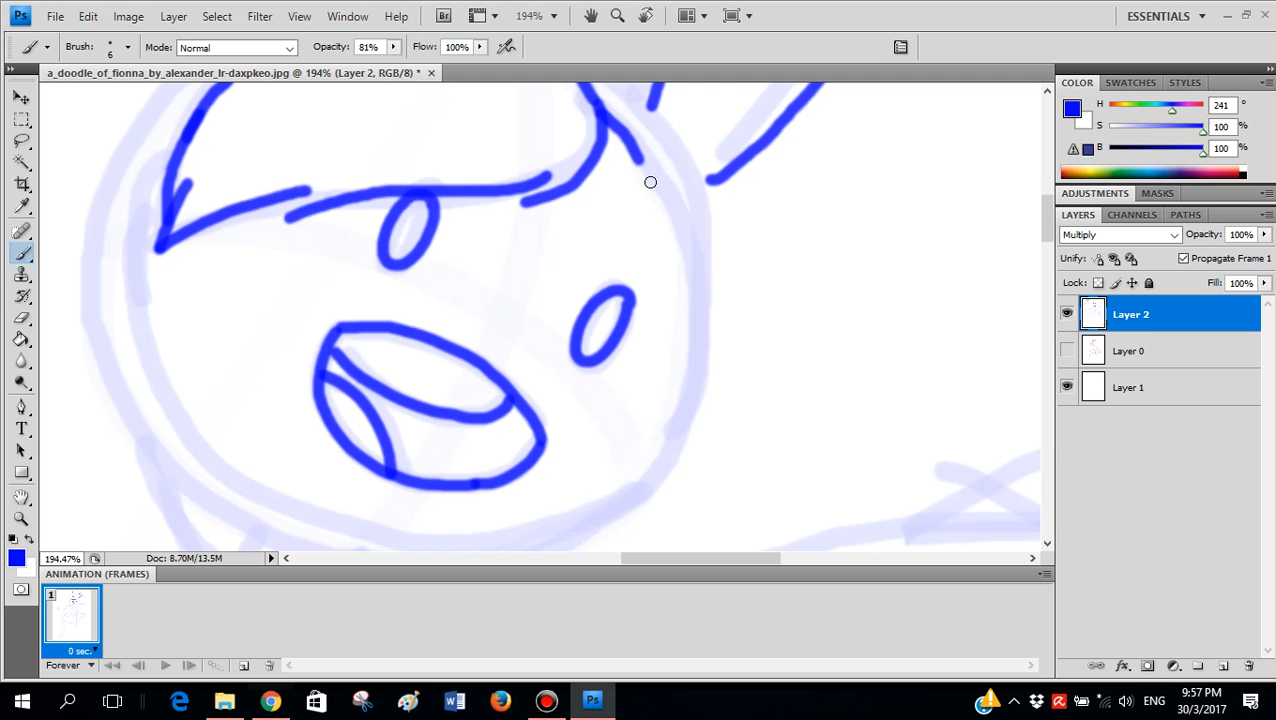 Ps File Edit Image Layer Select Filter View Window Help Br 194% ESSENTIALS
Brush: 6 Mode: Normal Opacity: 81% Flow: 100%
a_doodle_of_fionna_by_alexander_lr-daxpkeo.jpg @ 194% (Layer 2, RGB/8) *
COLOR SWATCHES STYLES
H 241 °
S 100 %
B 100 %
ADJUSTMENTS MASKS
LAYERS CHANNELS PATHS
Multiply Opacity: 100%
Unify: Propagate Frame 1
Lock: Fill: 100%
Layer 2
Layer 0
Layer 1
194.47% Doc: 8.70M/13.5M
ANIMATION (FRAMES)
1
0 sec.
Forever
ENG 9:57 PM
30/3/2017